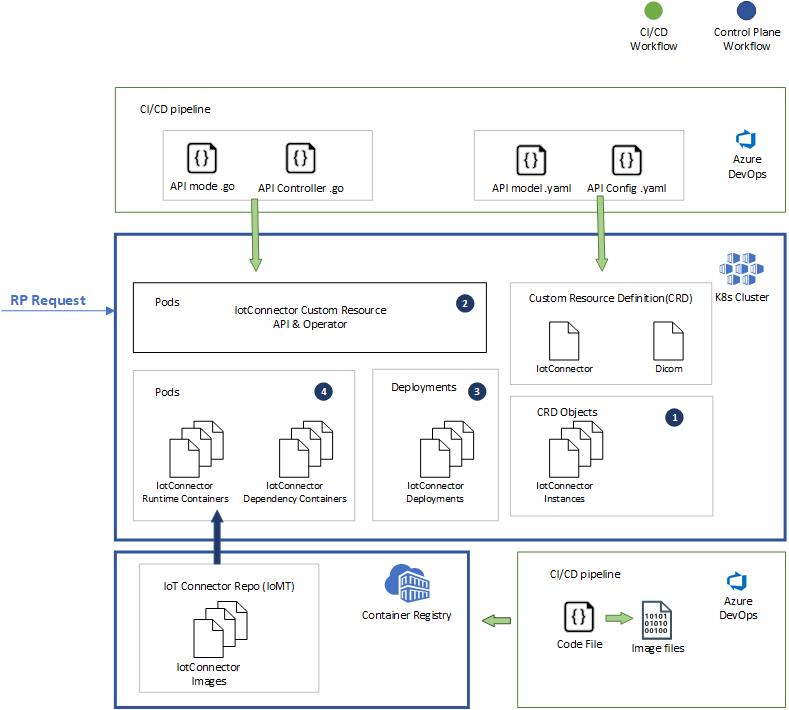 CI/CD
Workflow
Control Plane
Workflow
CI/CD pipeline
{}
{}
{}
{}
API mode .go
API Controller .go
API model .yaml
API Config .yaml
Azure
DevOps
RP Request
K8s Cluster
Pods
2
IotConnector Custom Resource
API & Operator
Custom Resource Definition(CRD)
IotConnector
Dicom
Pods
4
IotConnector
Runtime Containers
IotConnector
Dependency Containers
Deployments
3
IotConnector
Deployments
CRD Objects
1
IotConnector
Instances
IoT Connector Repo (IoMT)
IotConnector
Images
Container Registry
CI/CD pipeline
{}
Code File
10101
01010
00100
Image files
Azure
DevOps